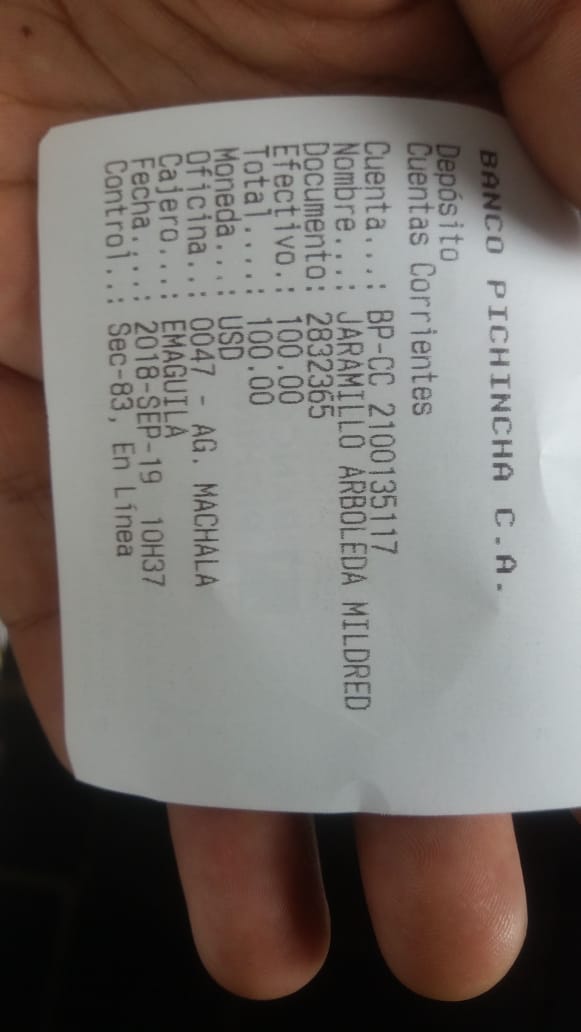 BANCO PICHINCHA C.A.
Depósito
Cuentas Corrientes
Cuenta...: BP-CC 2100135117
Nombre...: JARAMILLO ARBOLEDA MILDRED
Documento: 2832365
Efectivo.: 100.00
Total....: 100.00
Moneda...: USD
Oficina..: 0047 - AG. MACHALA
Cajero...: EMAGUILA
Fecha....: 2018-SEP-19 10H37
Control..: Sec-83, En Línea